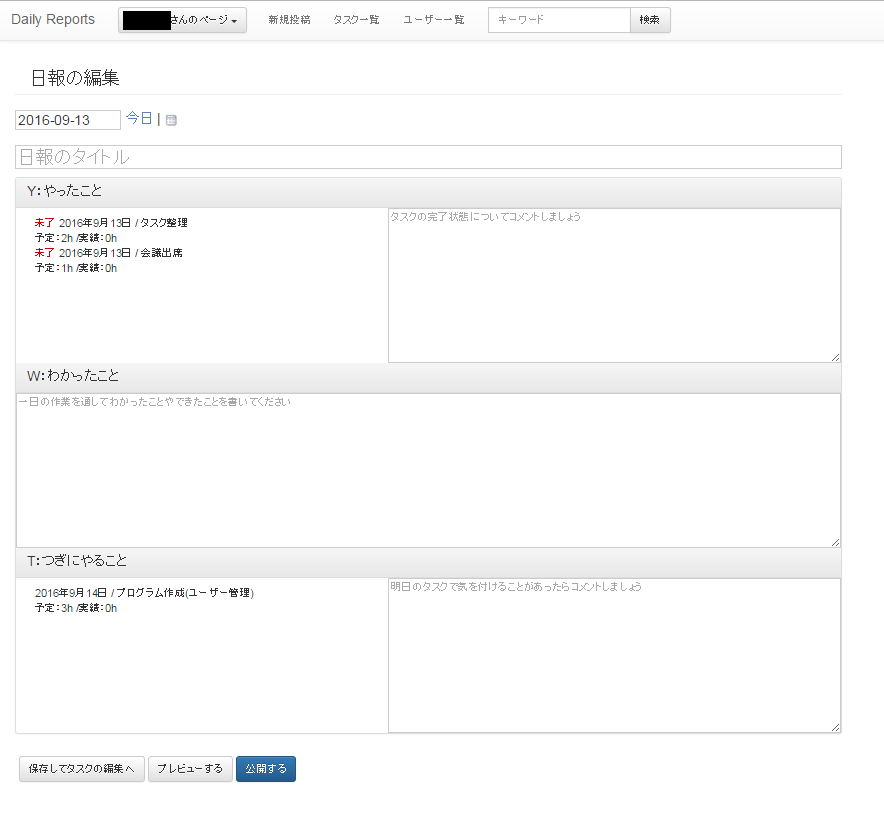 Daily Reports さんのページ 新規投稿 タスク一覧 ユーザー一覧 キーワード 検索
日報の編集
2016-09-13 今日 |
日報のタイトル
Y:やったこと
未了 2016年9月13日 / タスク整理
予定:2h /実績:0h
未了 2016年9月13日 / 会議出席
予定:1h /実績:0h
タスクの完了状態についてコメントしましょう
W:わかったこと
一日の作業を通してわかったことやできたことを書いてください
T:つぎにやること
2016年9月14日 / プログラム作成(ユーザー管理)
予定:3h /実績:0h
明日のタスクで気を付けることがあったらコメントしましょう
保存してタスクの編集へ プレビューする 公開する